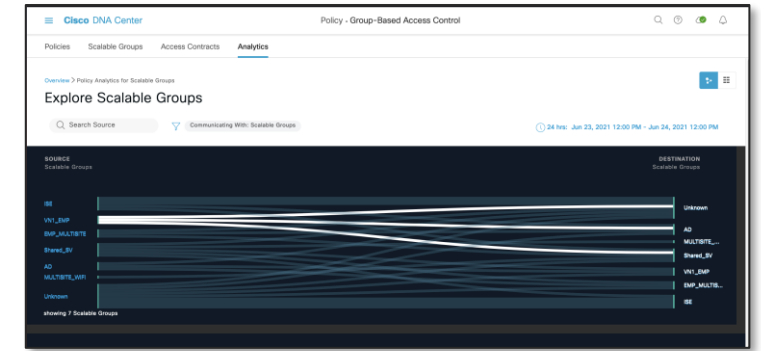 Cisco DNA Center
Policy • Group-Based Access Control
Policies Scalable Groups Access Contracts Analytics
Overview > Policy Analytics for Scalable Groups
Explore Scalable Groups
Search Source
Communicating With: Scalable Groups
24 hrs: Jun 23, 2021 12:00 PM - Jun 24, 2021 12:00 PM
SOURCE
Scalable Groups
DESTINATION
Scalable Groups
ISE
VN1_EMP
EMP_MULTISITE
Shared_SV
AD
MULTISITE_WIFI
Unknown
Unknown
AD
MULTISITE_...
Shared_SV
VN1_EMP
EMP_MULTIS...
ISE
showing 7 Scalable Groups